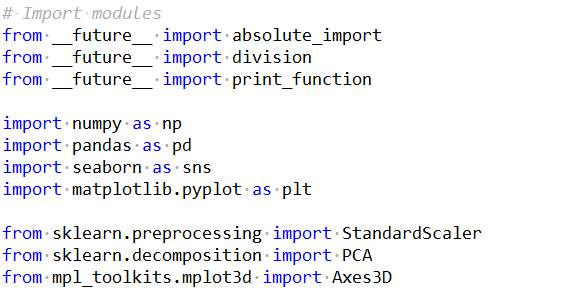 # Import modules
from __future__ import absolute_import
from __future__ import division
from __future__ import print_function
import numpy as np
import pandas as pd
import seaborn as sns
import matplotlib.pyplot as plt
from sklearn.preprocessing import StandardScaler
from sklearn.decomposition import PCA
from mpl_toolkits.mplot3d import Axes3D